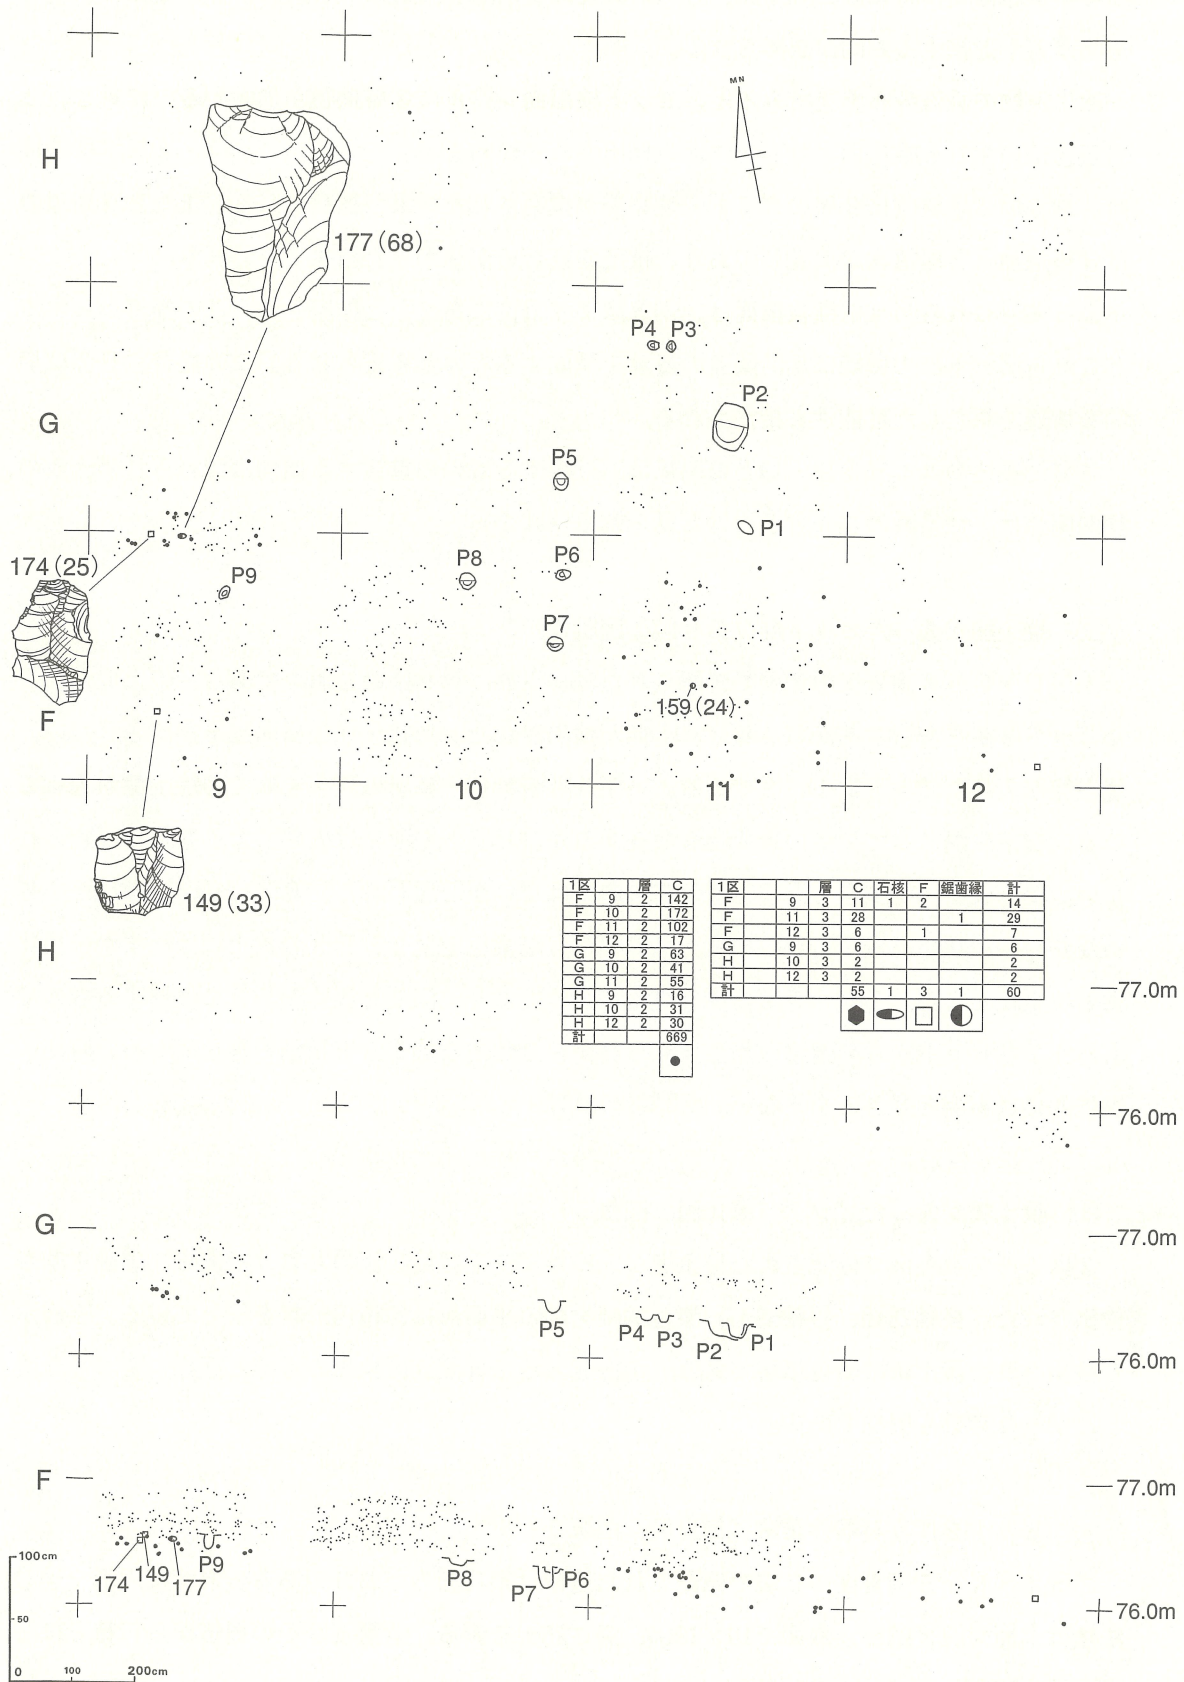 MN
H
177(68)
P4 P3
P2
G
P5
P1
174(25)
P9
P8
P6
P7
159(24)
F
9 10 11 12
149(33)
1区 層 C
F 9 2 142
F 10 2 172
F 11 2 102
F 12 2 17
G 9 2 63
G 10 2 41
G 11 2 55
H 9 2 16
H 10 2 31
H 12 2 30
計 669
1区 層 C 石核 F 鋸歯縁 計
F 9 3 11 1 2 14
F 11 3 28 1 29
F 12 3 6 1 7
G 9 3 6 6
H 10 3 2 2
H 12 3 2 2
計 55 1 3 1 60
H
77.0m
76.0m
G
77.0m
P5
P4 P3 P2 P1
76.0m
F
77.0m
P9
174 149 177
P8
P7 P6
76.0m
100cm
50
0 100 200cm